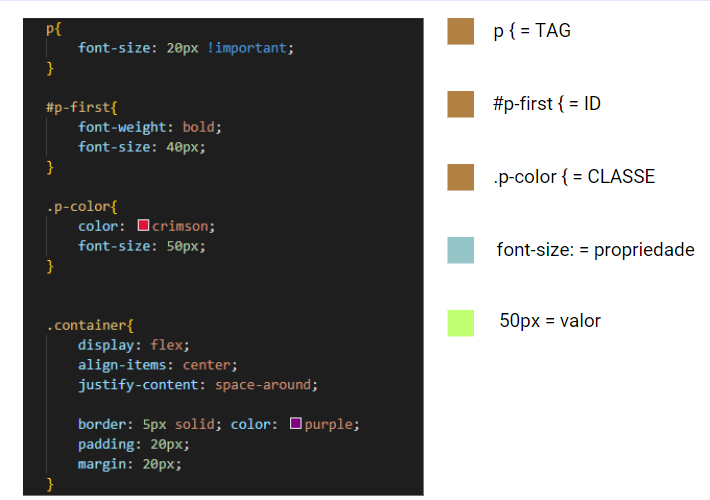 p{
font-size: 20px !important;
}
#p-first{
font-weight: bold;
font-size: 40px;
}
.p-color{
color: crimson;
font-size: 50px;
}
.container{
display: flex;
align-items: center;
justify-content: space-around;
border: 5px solid; color: purple;
padding: 20px;
margin: 20px;
}
p { = TAG
#p-first { = ID
.p-color { = CLASSE
font-size: = propriedade
50px = valor